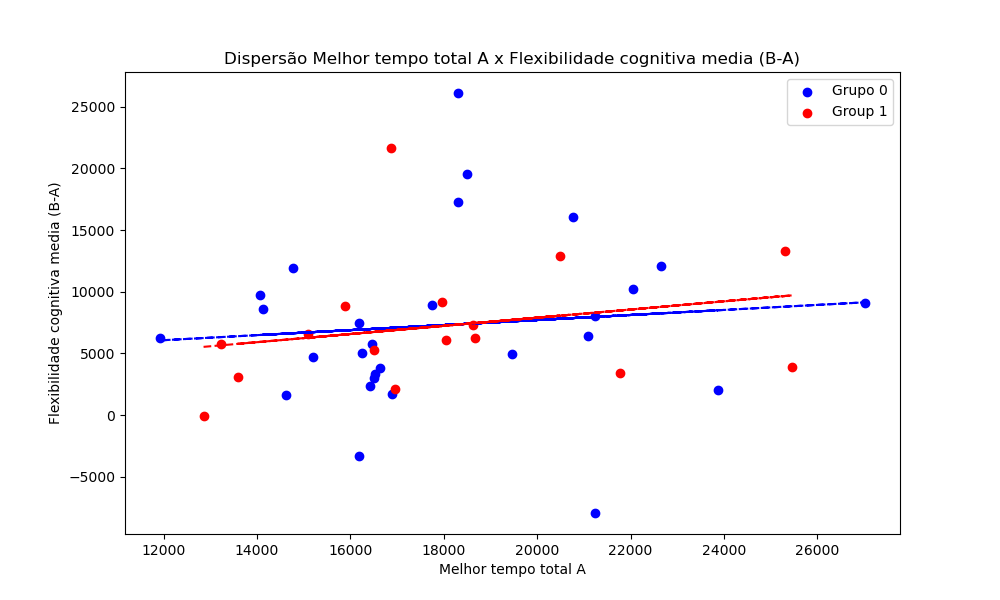 Dispersão Melhor tempo total A x Flexibilidade cognitiva media (B-A)
Grupo 0
Group 1
Flexibilidade cognitiva media (B-A)
25000
20000
15000
10000
5000
0
−5000
12000 14000 16000 18000 20000 22000 24000 26000
Melhor tempo total A